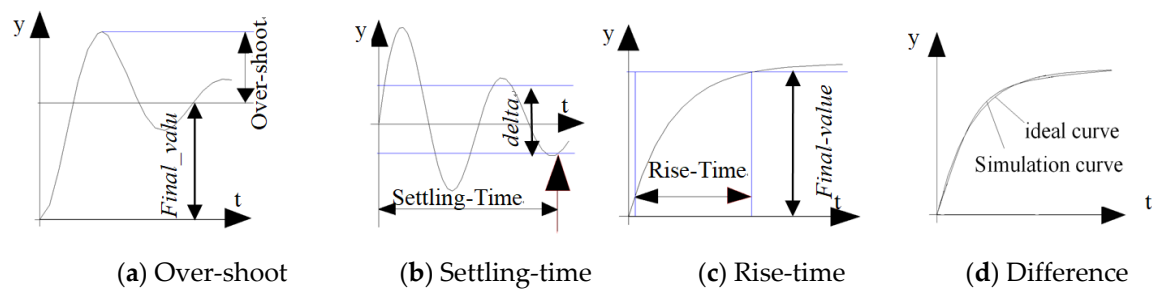 y
Over-shoot
Final_valu
t
(a) Over-shoot
y
t
delta
Settling-Time
(b) Settling-time
y
Rise-Time
Final-value
t
(c) Rise-time
y
ideal curve
Simulation curve
t
(d) Difference